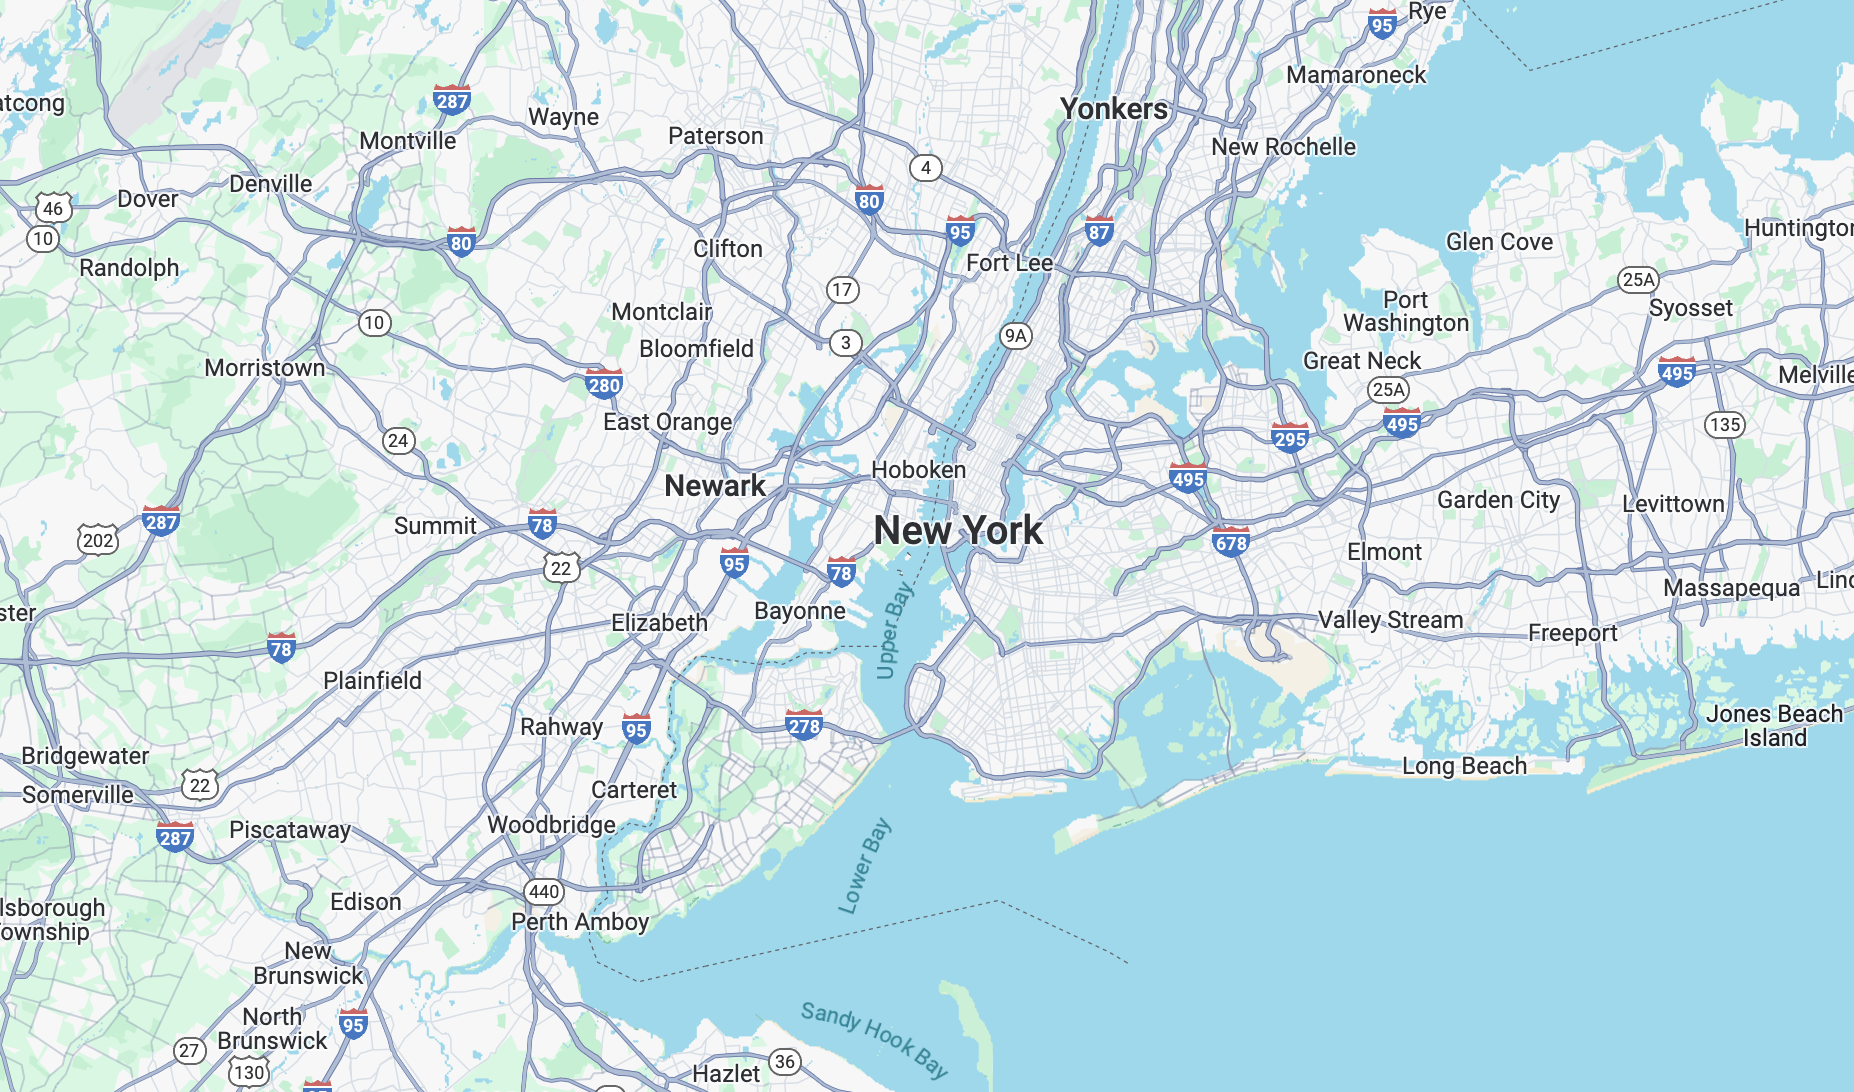 95
Rye
Mamaroneck
287
atcong
Wayne
Yonkers
Montville
Paterson
New Rochelle
4
Denville
46
Dover
80
10
95
87
Huntington
80
Glen Cove
Randolph
Clifton
Fort Lee
25A
17
Port
Washington
Syosset
Montclair
10
9A
3
Bloomfield
Great Neck
Morristown
280
25A
495
Melville
East Orange
495
135
24
295
Hoboken
495
Newark
Garden City
Levittown
287
Summit
78
New York
202
678
Elmont
22
95
78
Massapequa
Linc
ster
Bayonne
Elizabeth
Upper Bay
Valley Stream
Freeport
78
Plainfield
Rahway
95
278
Jones Beach
Island
Bridgewater
Long Beach
22
Somerville
Carteret
287
Piscataway
Woodbridge
Lower Bay
440
Edison
lsborough
ownship
Perth Amboy
New
Brunswick
North
Brunswick
95
Sandy Hook Bay
27
130
Hazlet
36